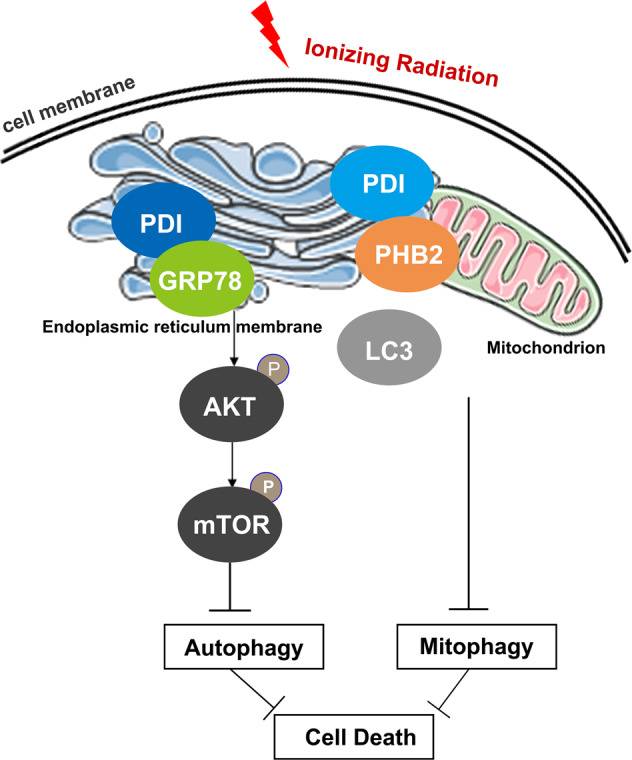 Ionizing Radiation
cell membrane
PDI
PDI
GRP78
PHB2
Endoplasmic reticulum membrane
LC3
Mitochondrion
P
AKT
P
mTOR
Autophagy
Mitophagy
Cell Death